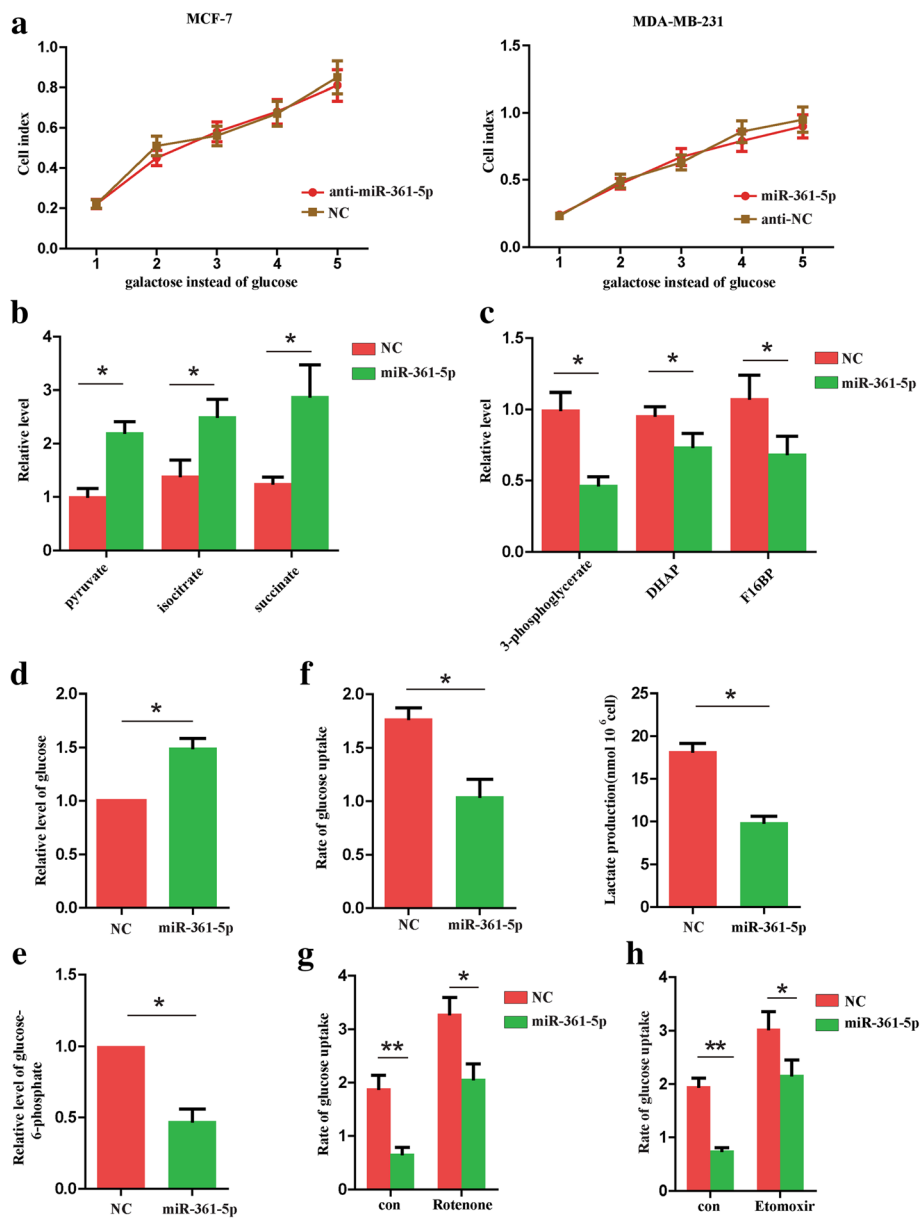 a
MCF-7
MDA-MB-231
Cell index
1.0
0.8
0.6
0.4
0.2
0.0
anti-miR-361-5p
NC
1 2 3 4 5
galactose instead of glucose
Cell index
1.5
1.0
0.5
0.0
miR-361-5p
anti-NC
1 2 3 4 5
galactose instead of glucose
b
Relative level
4
3
2
1
0
* * *
NC
miR-361-5p
pyruvate
isocitrate
succinate
c
Relative level
1.5
1.0
0.5
0.0
* * *
NC
miR-361-5p
3-phosphoglycerate
DHAP
F16BP
d
Relative level of glucose
2.0
1.5
1.0
0.5
0.0
*
NC miR-361-5p
f
Rate of glucose uptake
2.0
1.5
1.0
1.5
0.0
*
NC miR-361-5p
Lactate production(nmol 10 6 cell)
25
20
15
10
5
0
*
NC miR-361-5p
e
Relative level of glucose-
6-phosphate
1.5
1.0
0.5
0.0
*
NC miR-361-5p
g
Rate of glucose uptake
4
3
2
1
0
** *
NC
miR-361-5p
con Rotenone
h
Rate of glucose uptake
4
3
2
1
0
** *
NC
miR-361-5p
con Etomoxir